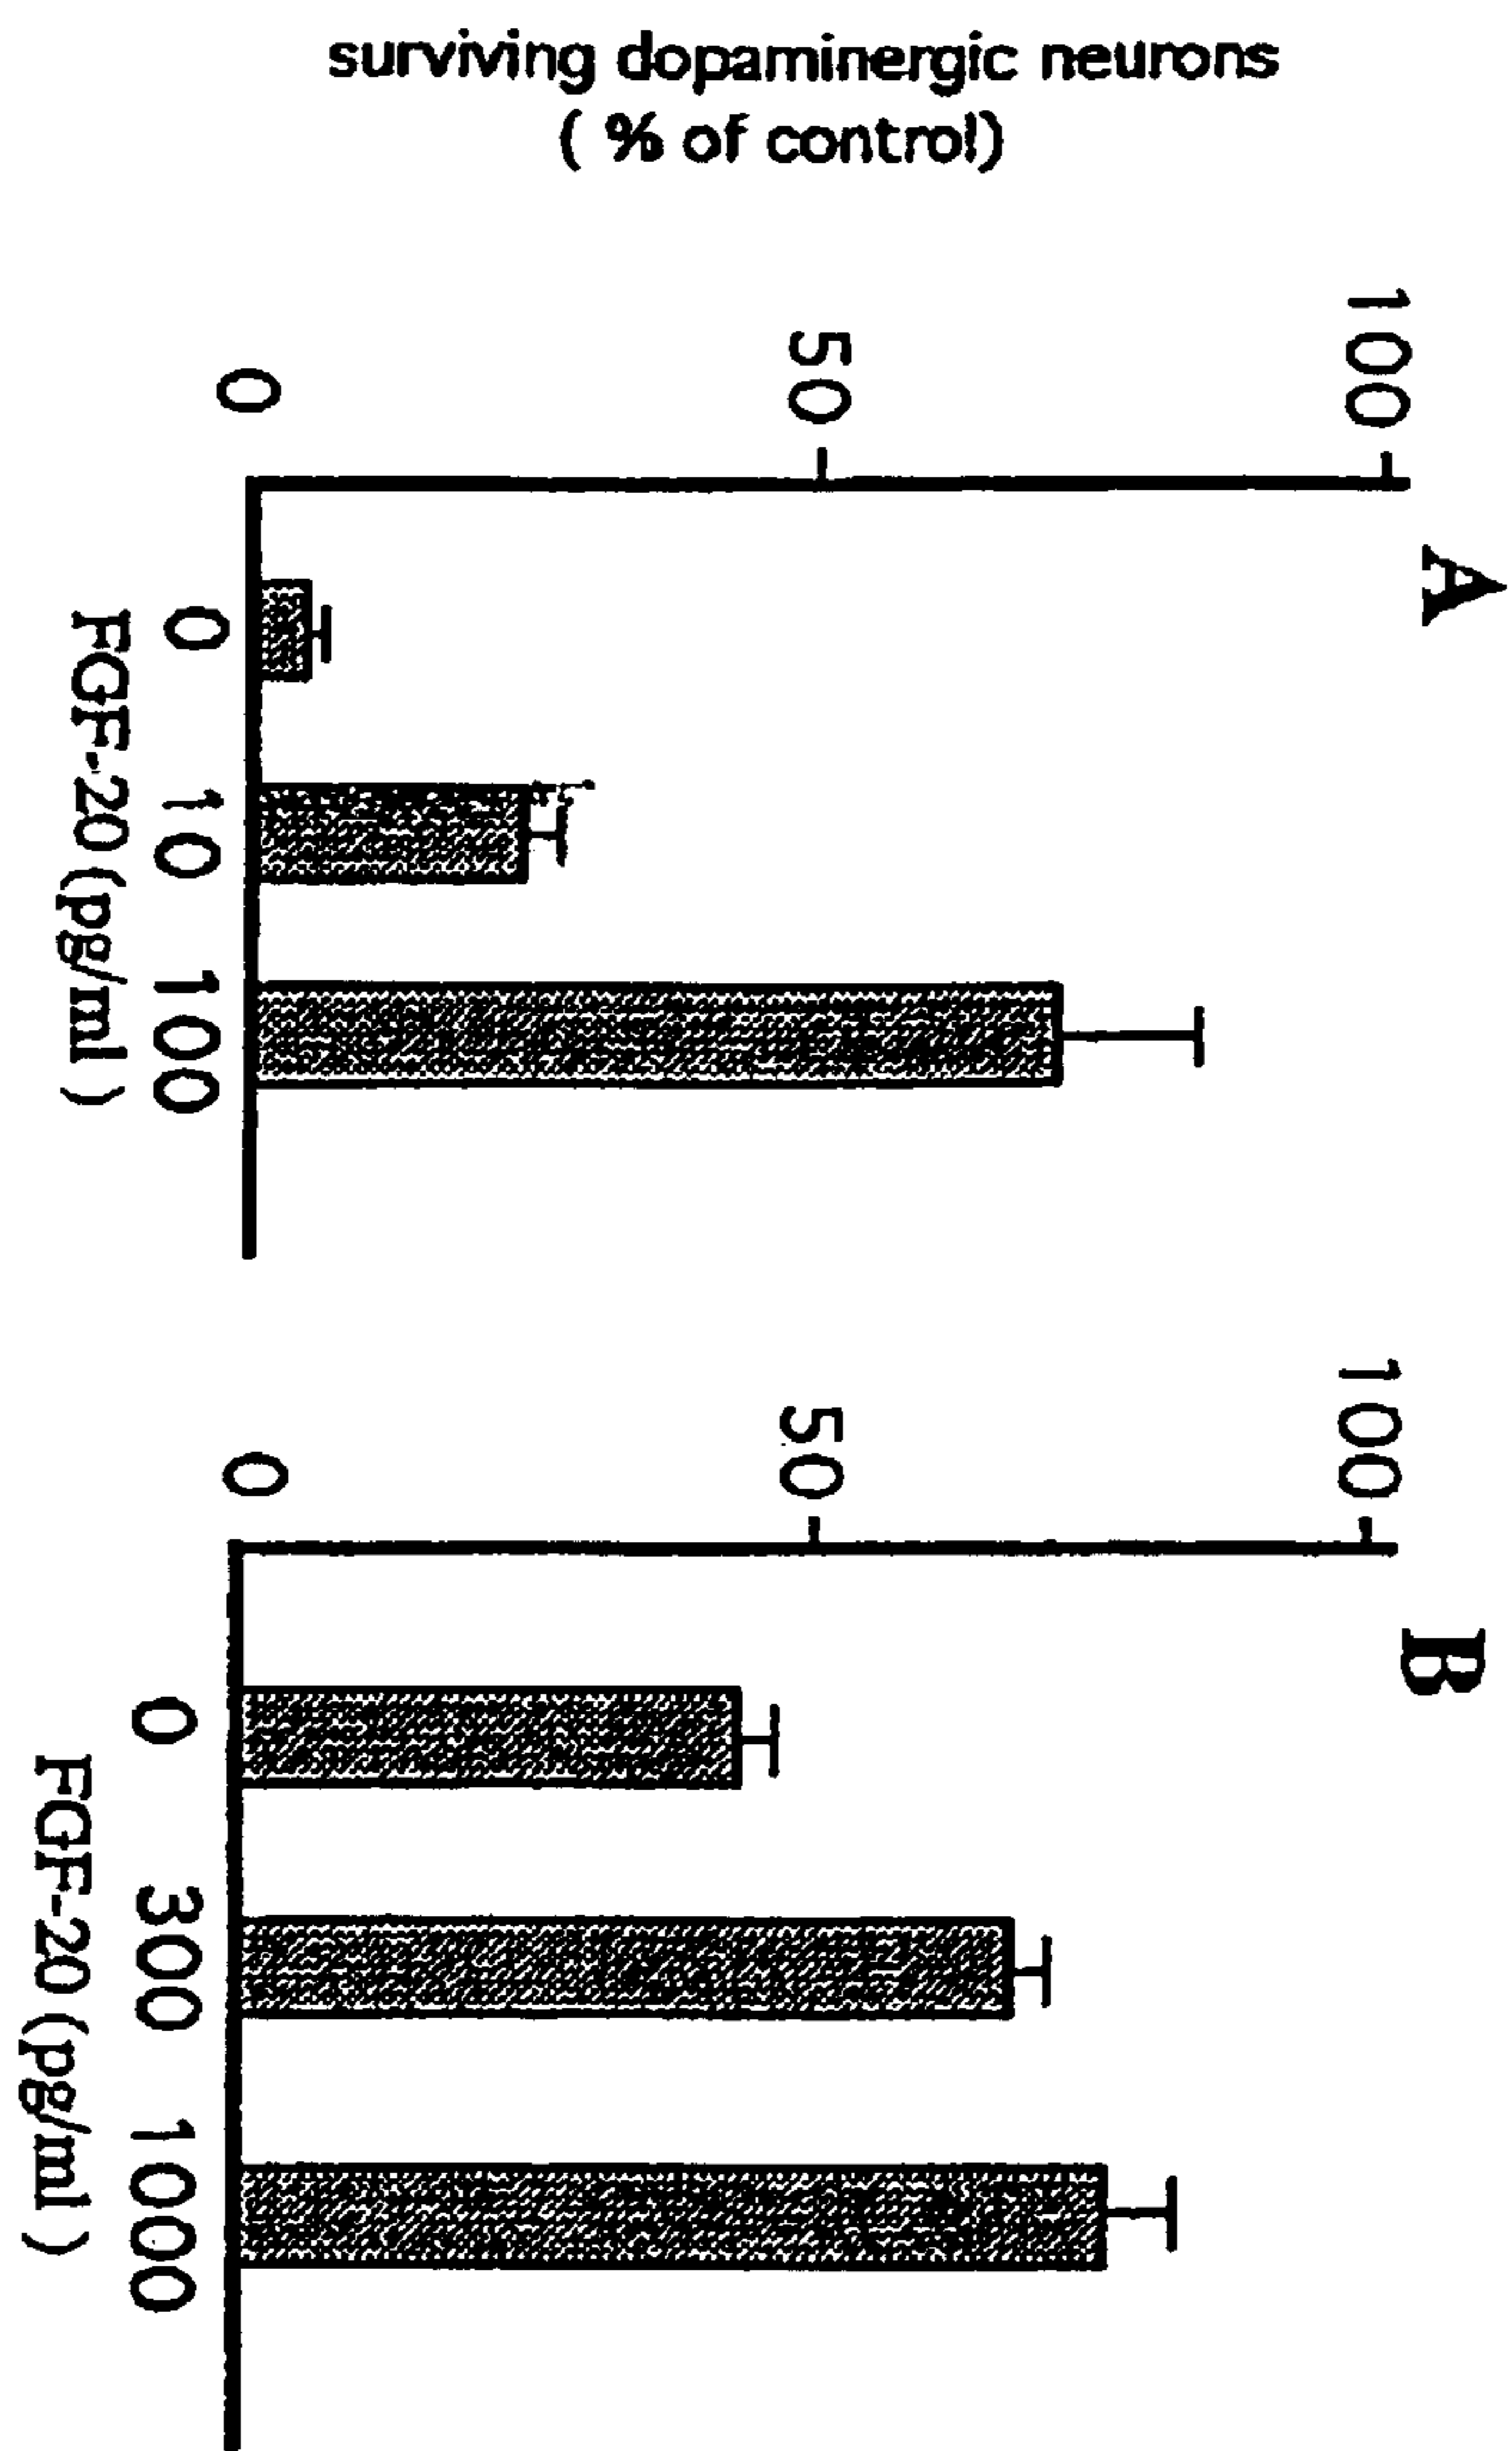 surviving dopaminergic neurons
( % of control)
A
100
50
0
0 10 100
FGF-20 (pg/ml)
B
100
50
0
0 300 1000
FGF-20 (pg/ml)